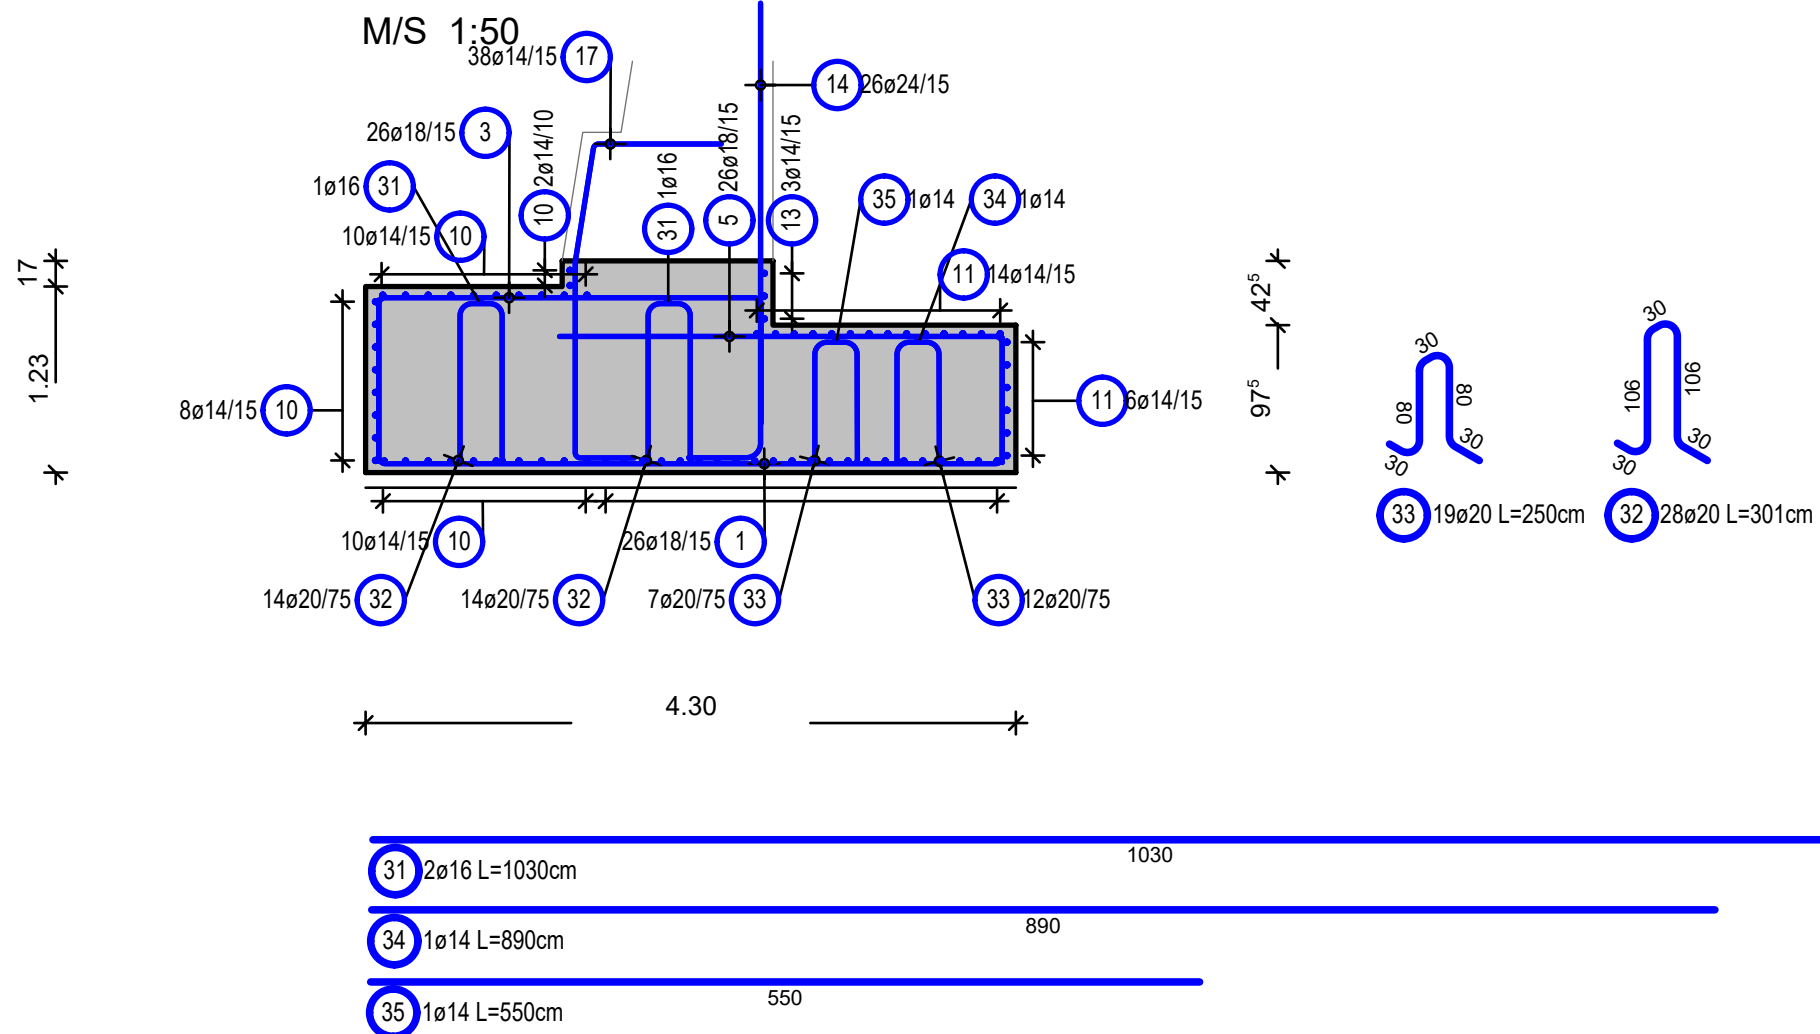 M/S 1:50
38ø14/15 17
14 26ø24/15
26ø18/15 3
10 2ø14/10
31 1ø16
5 26ø18/15
13 3ø14/15
1ø16 31
35 1ø14
34 1ø14
10ø14/15 10
11 14ø14/15
17
1.23
42⁵
97⁵
8ø14/15 10
11 6ø14/15
10ø14/15 10
26ø18/15 1
14ø20/75 32
14ø20/75 32
7ø20/75 33
33 12ø20/75
30
80
80
30
30
33 19ø20 L=250cm
30
106
106
30
30
32 28ø20 L=301cm
4.30
1030
31 2ø16 L=1030cm
890
34 1ø14 L=890cm
550
35 1ø14 L=550cm